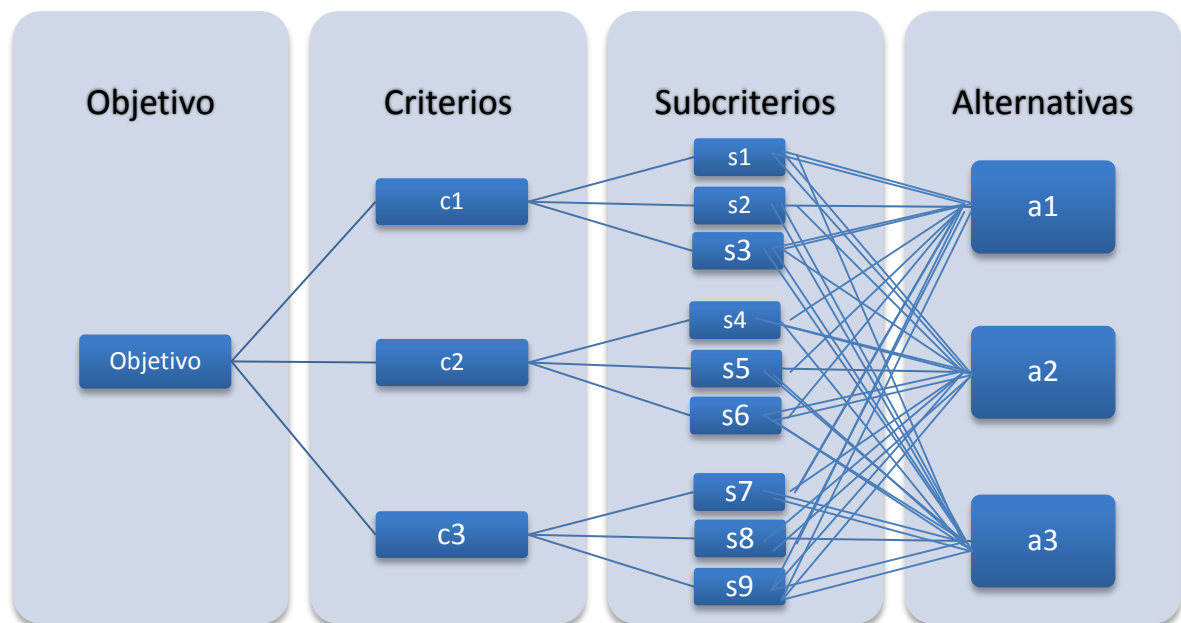 Objetivo
Criterios
Subcriterios
Alternativas
Objetivo
c1
c2
c3
s1
s2
s3
s4
s5
s6
s7
s8
s9
a1
a2
a3